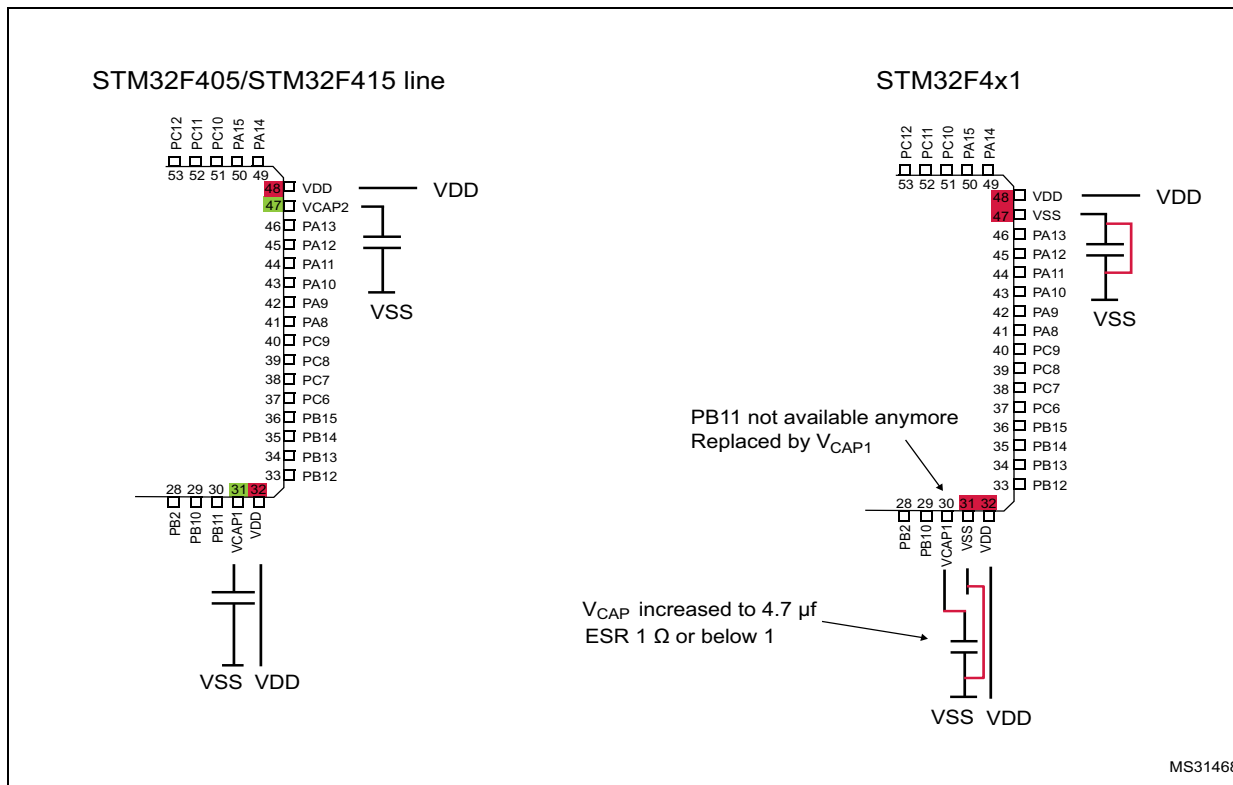 STM32F405/STM32F415 line
PC12
PC11
PC10
PA15
PA14
53 52 51 50 49
48 VDD
47 VCAP2
46 PA13
45 PA12
44 PA11
43 PA10
42 PA9
41 PA8
40 PC9
39 PC8
38 PC7
37 PC6
36 PB15
35 PB14
34 PB13
33 PB12
VDD
VSS
28 29 30 31 32
PB2
PB10
PB11
VCAP1
VDD
VSS VDD
STM32F4x1
PC12
PC11
PC10
PA15
PA14
53 52 51 50 49
48 VDD
47 VSS
46 PA13
45 PA12
44 PA11
43 PA10
42 PA9
41 PA8
40 PC9
39 PC8
38 PC7
37 PC6
36 PB15
35 PB14
34 PB13
33 PB12
VDD
VSS
PB11 not available anymore
Replaced by VCAP1
28 29 30 31 32
PB2
PB10
VCAP1
VSS
VDD
VCAP increased to 4.7 µf
ESR 1 Ω or below 1
VSS VDD
MS31468